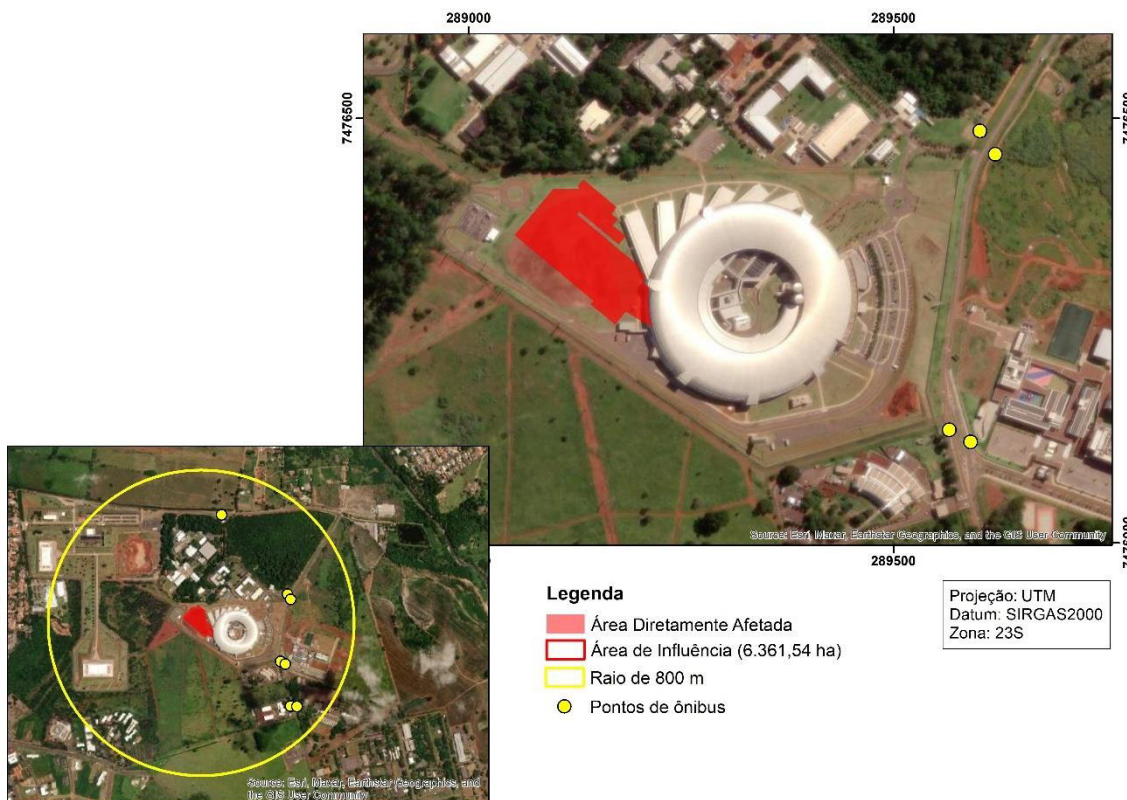 289000
289500
7476500
7476500
Source: Esri, Maxar, Earthstar Geographics, and the GIS User Community
7476000
289500
Legenda
Área Diretamente Afetada
Área de Influência (6.361,54 ha)
Raio de 800 m
Pontos de ônibus
Projeção: UTM
Datum: SIRGAS2000
Zona: 23S
Source: Esri, Maxar, Earthstar Geographics, and
the GIS User Community